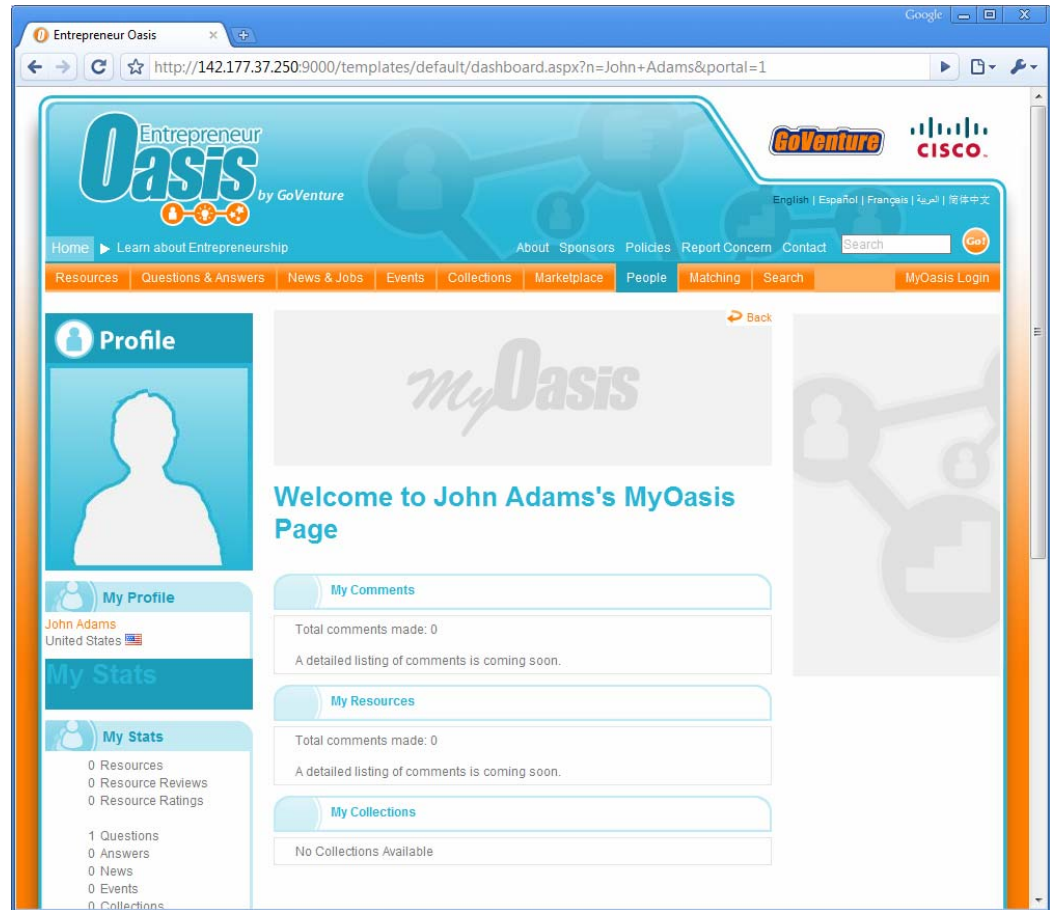 Google
Entrepreneur Oasis
http://142.177.37.250:9000/templates/default/dashboard.aspx?n=John+Adams&portal=1
Entrepreneur
Oasis
by GoVenture
GoVenture
CISCO
English | Español | Français | العربية | 简体中文
Home ▶ Learn about Entrepreneurship
About Sponsors Policies Report Concern Contact Search Go!
Resources Questions & Answers News & Jobs Events Collections Marketplace People Matching Search MyOasis Login
Profile
Back
MyOasis
Welcome to John Adams's MyOasis
Page
My Profile
John Adams
United States
My Stats
My Stats
0 Resources
0 Resource Reviews
0 Resource Ratings
1 Questions
0 Answers
0 News
0 Events
0 Collections
My Comments
Total comments made: 0
A detailed listing of comments is coming soon.
My Resources
Total comments made: 0
A detailed listing of comments is coming soon.
My Collections
No Collections Available